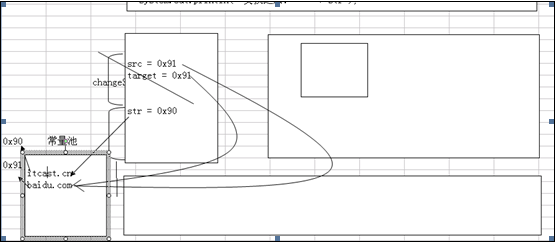 src = 0x91
target = 0x91
change
str = 0x90
0x90
常量池
0x91
itcast.cn
baidu.com